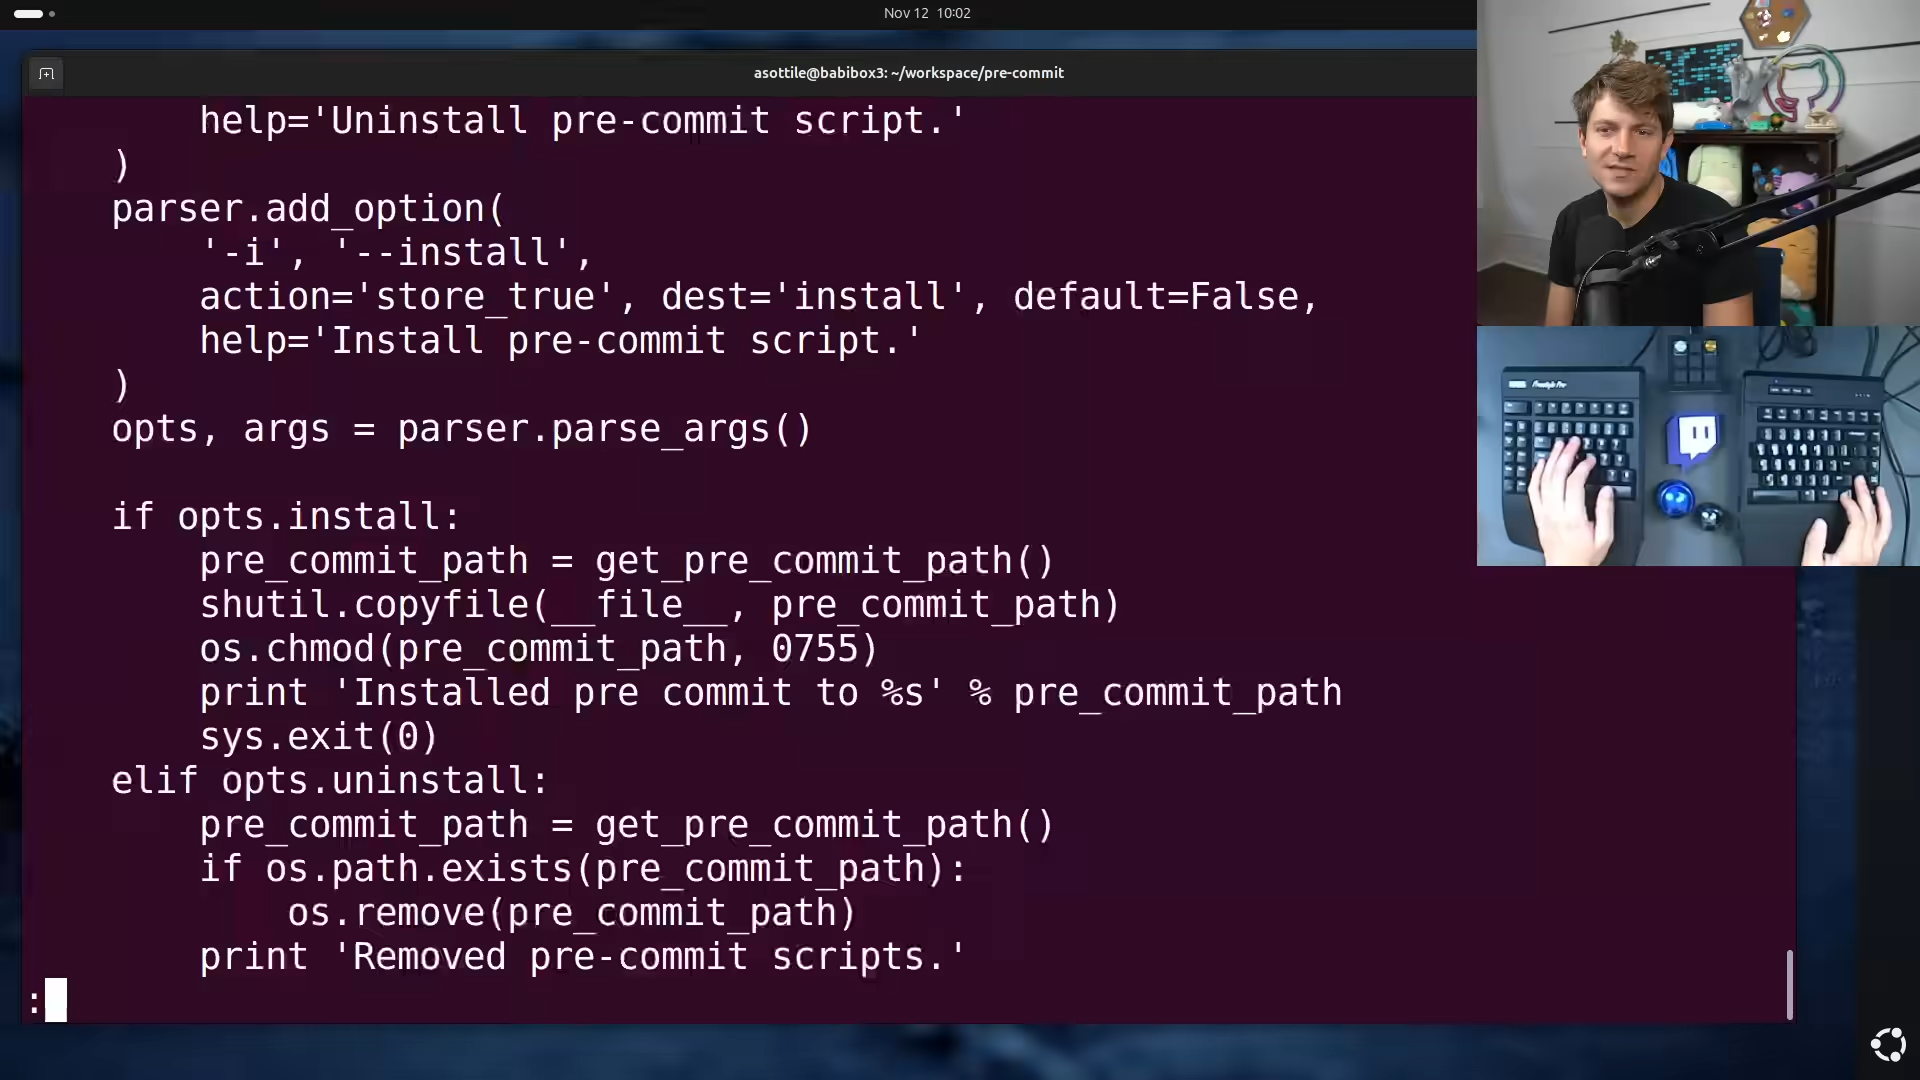 Nov 12 10:02
asottile@babibox3: ~/workspace/pre-commit
help='Uninstall pre-commit script.'
)
parser.add_option(
'-i', '--install',
action='store_true', dest='install', default=False,
help='Install pre-commit script.'
)
opts, args = parser.parse_args()
if opts.install:
pre_commit_path = get_pre_commit_path()
shutil.copyfile(__file__, pre_commit_path)
os.chmod(pre_commit_path, 0755)
print 'Installed pre commit to %s' % pre_commit_path
sys.exit(0)
elif opts.uninstall:
pre_commit_path = get_pre_commit_path()
if os.path.exists(pre_commit_path):
os.remove(pre_commit_path)
print 'Removed pre-commit scripts.'
:
Freestyle Pro